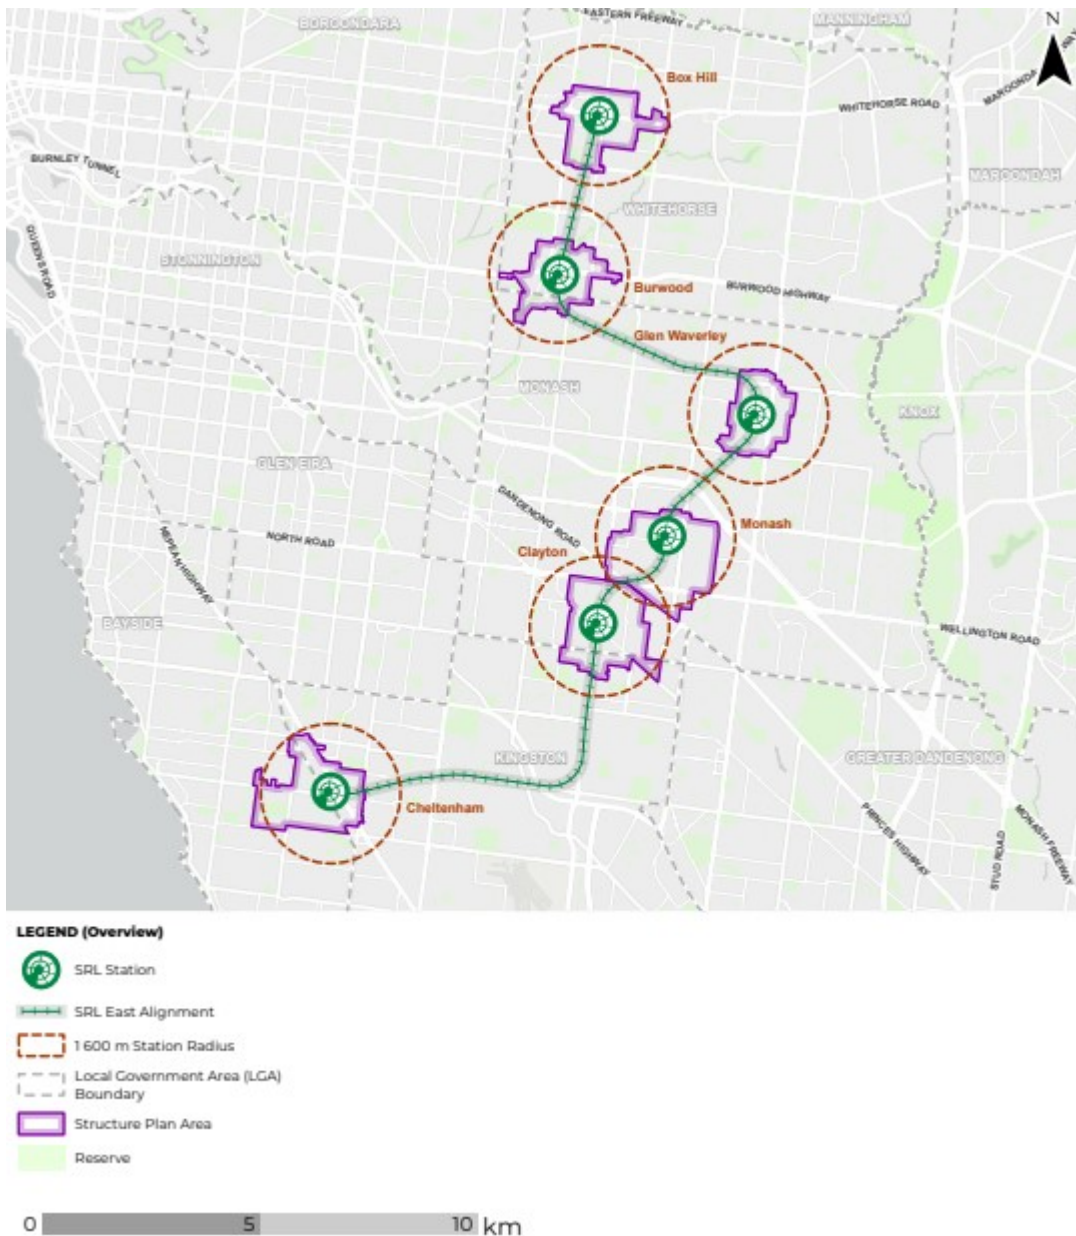 BOROONDARA
EASTERN FREEWAY
MANNINGHAM
N
Box Hill
WHITEHORSE ROAD
BURNLEY TUNNEL
MAROONDAH
WHITEHORSE
QUEENS ROAD
STONNINGTON
Burwood
BURWOOD HIGHWAY
Glen Waverley
MONASH
KNOX
GLEN EIRA
DANDENONG ROAD
Monash
NORTH ROAD
Clayton
NEPEAN HIGHWAY
BAYSIDE
WELLINGTON ROAD
KINGSTON
GREATER DANDENONG
Cheltenham
PRINCES HIGHWAY
STUD ROAD
MONASH FREEWAY
LEGEND (Overview)
SRL Station
SRL East Alignment
1 600 m Station Radius
Local Government Area (LGA)
Boundary
Structure Plan Area
Reserve
0 5 10 km